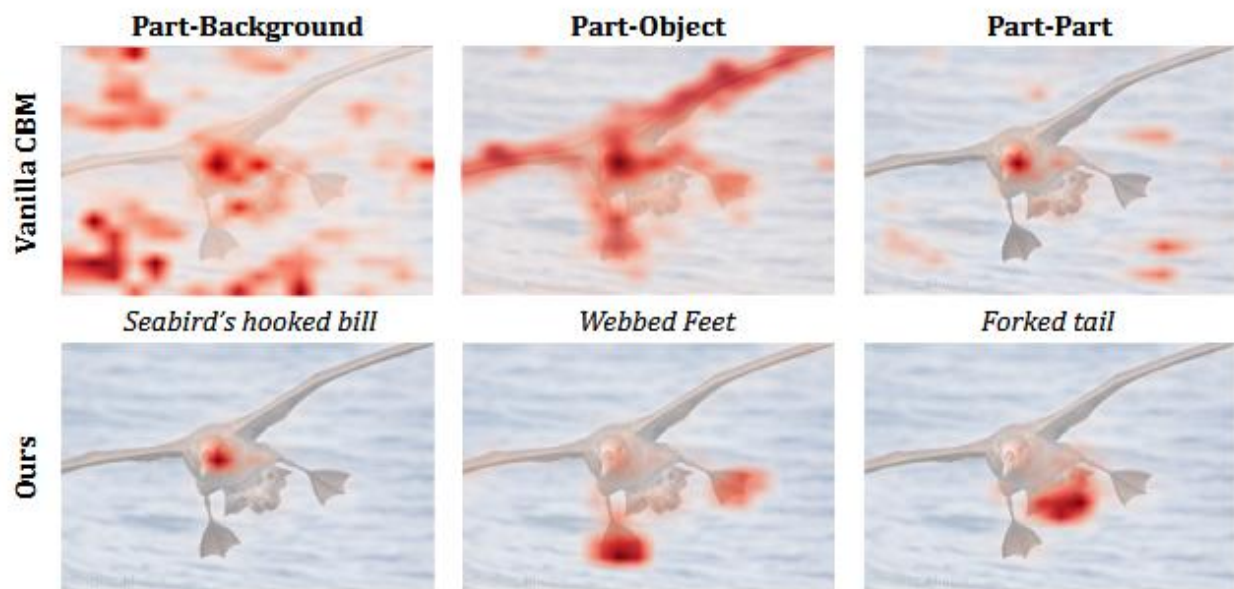 Part-Background
Part-Object
Part-Part
Vanilla CBM
Seabird's hooked bill
Webbed Feet
Forked tail
Ours